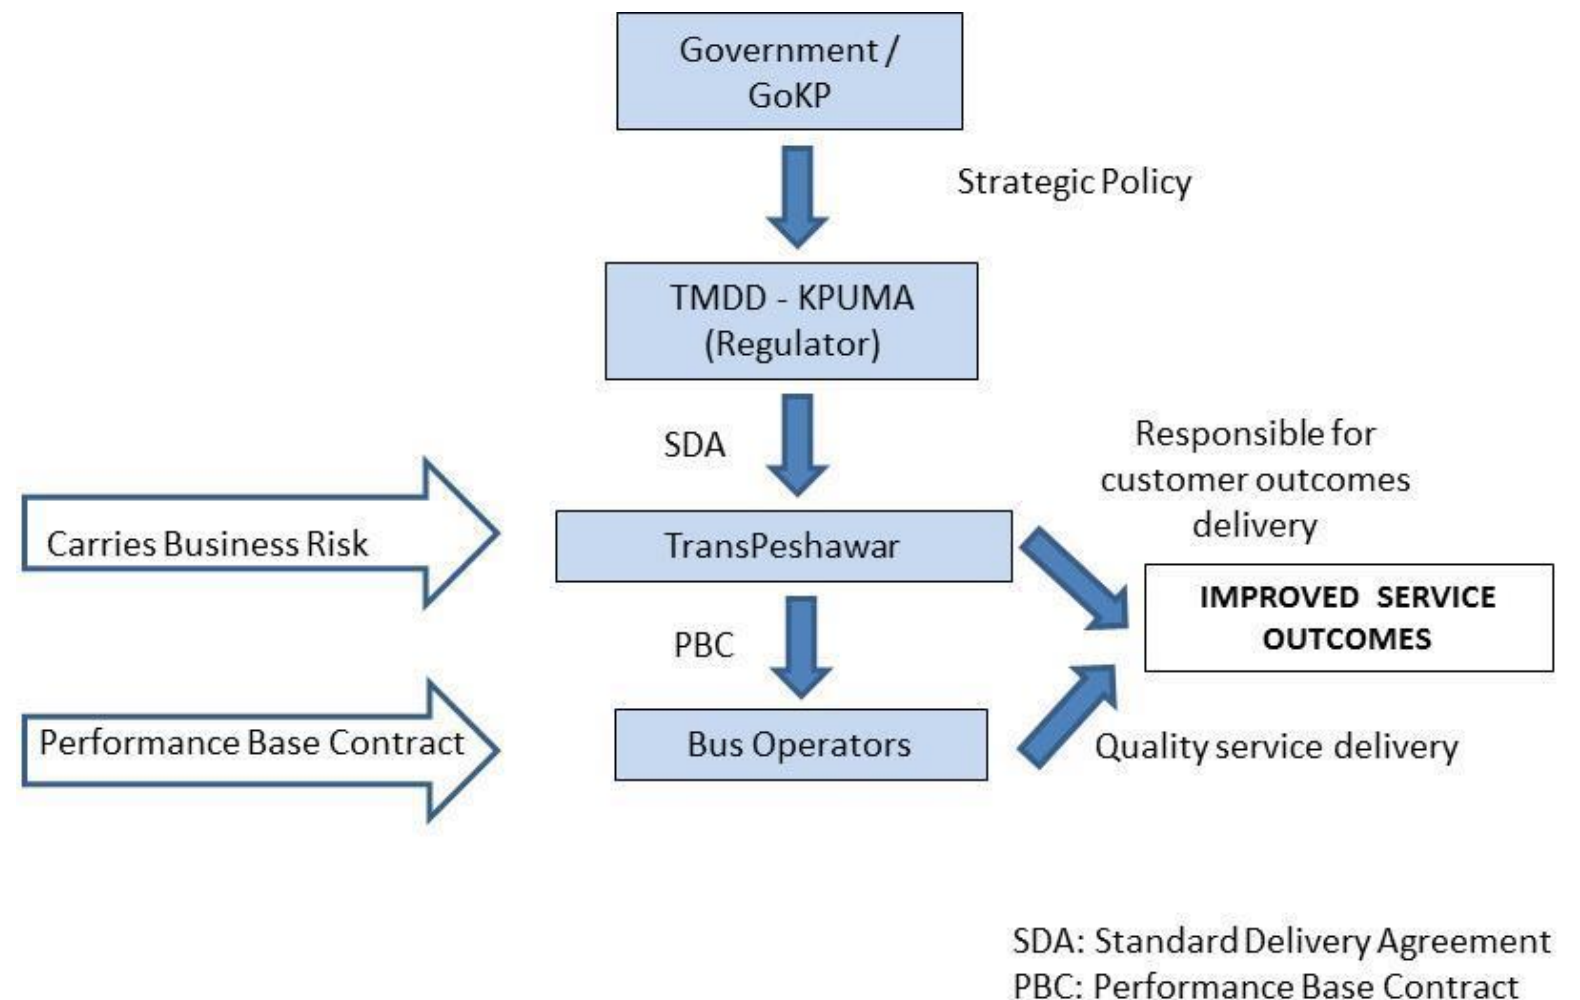 Government /
GoKP
Strategic Policy
TMDD - KPUMA
(Regulator)
SDA
Responsible for
customer outcomes
delivery
Carries Business Risk
TransPeshawar
IMPROVED SERVICE
OUTCOMES
PBC
Performance Base Contract
Bus Operators
Quality service delivery
SDA: Standard Delivery Agreement
PBC: Performance Base Contract